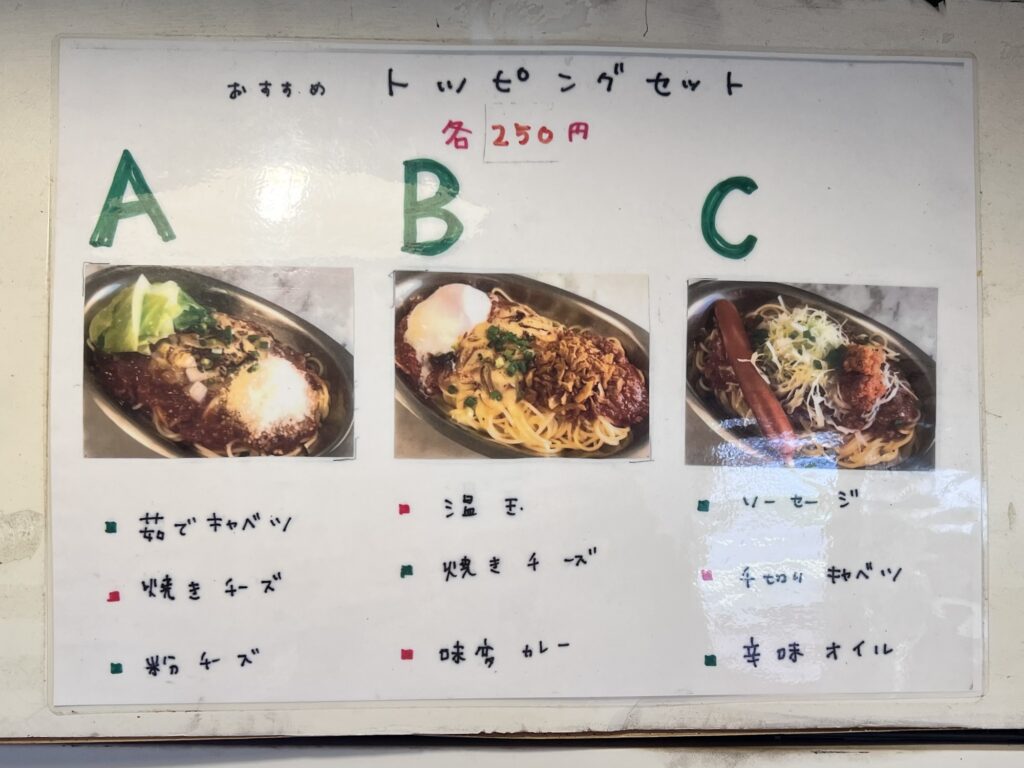 おすすめ トッピングセット
各250円
A
B
C
茹でキャベツ
焼きチーズ
粉チーズ
温玉
焼きチーズ
味変カレー
ソーセージ
千切りキャベツ
辛味オイル